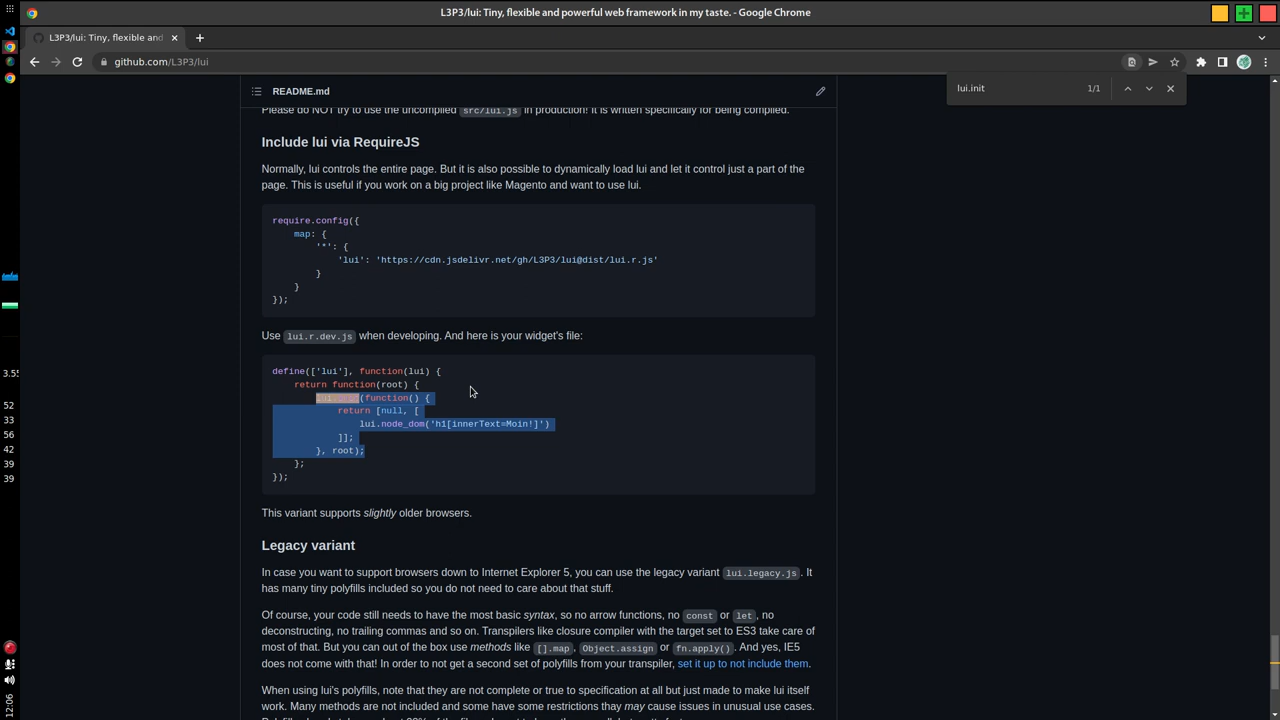 L3P3/lui: Tiny, flexible and powerful web framework in my taste. - Google Chrome
L3P3/lui: Tiny, flexible and
github.com/L3P3/lui
lui.init 1/1
README.md
Please do NOT try to use the uncompiled src/lui.js in production! It is written specifically for being compiled.
Include lui via RequireJS
Normally, lui controls the entire page. But it is also possible to dynamically load lui and let it control just a part of the
page. This is useful if you work on a big project like Magento and want to use lui.
require.config({
    map: {
        '*': {
            'lui': 'https://cdn.jsdelivr.net/gh/L3P3/lui@dist/lui.r.js'
        }
    }
});
Use lui.r.dev.js when developing. And here is your widget's file:
define(['lui'], function(lui) {
    return function(root) {
        lui.init(function() {
            return [null, [
                lui.node_dom('h1[innerText=Moin!]')
            ]];
        }, root);
    };
});
This variant supports slightly older browsers.
Legacy variant
In case you want to support browsers down to Internet Explorer 5, you can use the legacy variant lui.legacy.js. It
has many tiny polyfills included so you do not need to care about that stuff.
Of course, your code still needs to have the most basic syntax, so no arrow functions, no const or let, no
deconstructing, no trailing commas and so on. Transpilers like closure compiler with the target set to ES3 take care of
most of that. But you can out of the box use methods like [].map, Object.assign or fn.apply(). And yes, IE5
does not come with that! In order to not get a second set of polyfills from your transpiler, set it up to not include them.
When using lui's polyfills, note that they are not complete or true to specification at all but just made to make lui itself
work. Many methods are not included and some have some restrictions they may cause issues in unusual use cases.
3.55
52
33
56
42
39
39
12:06